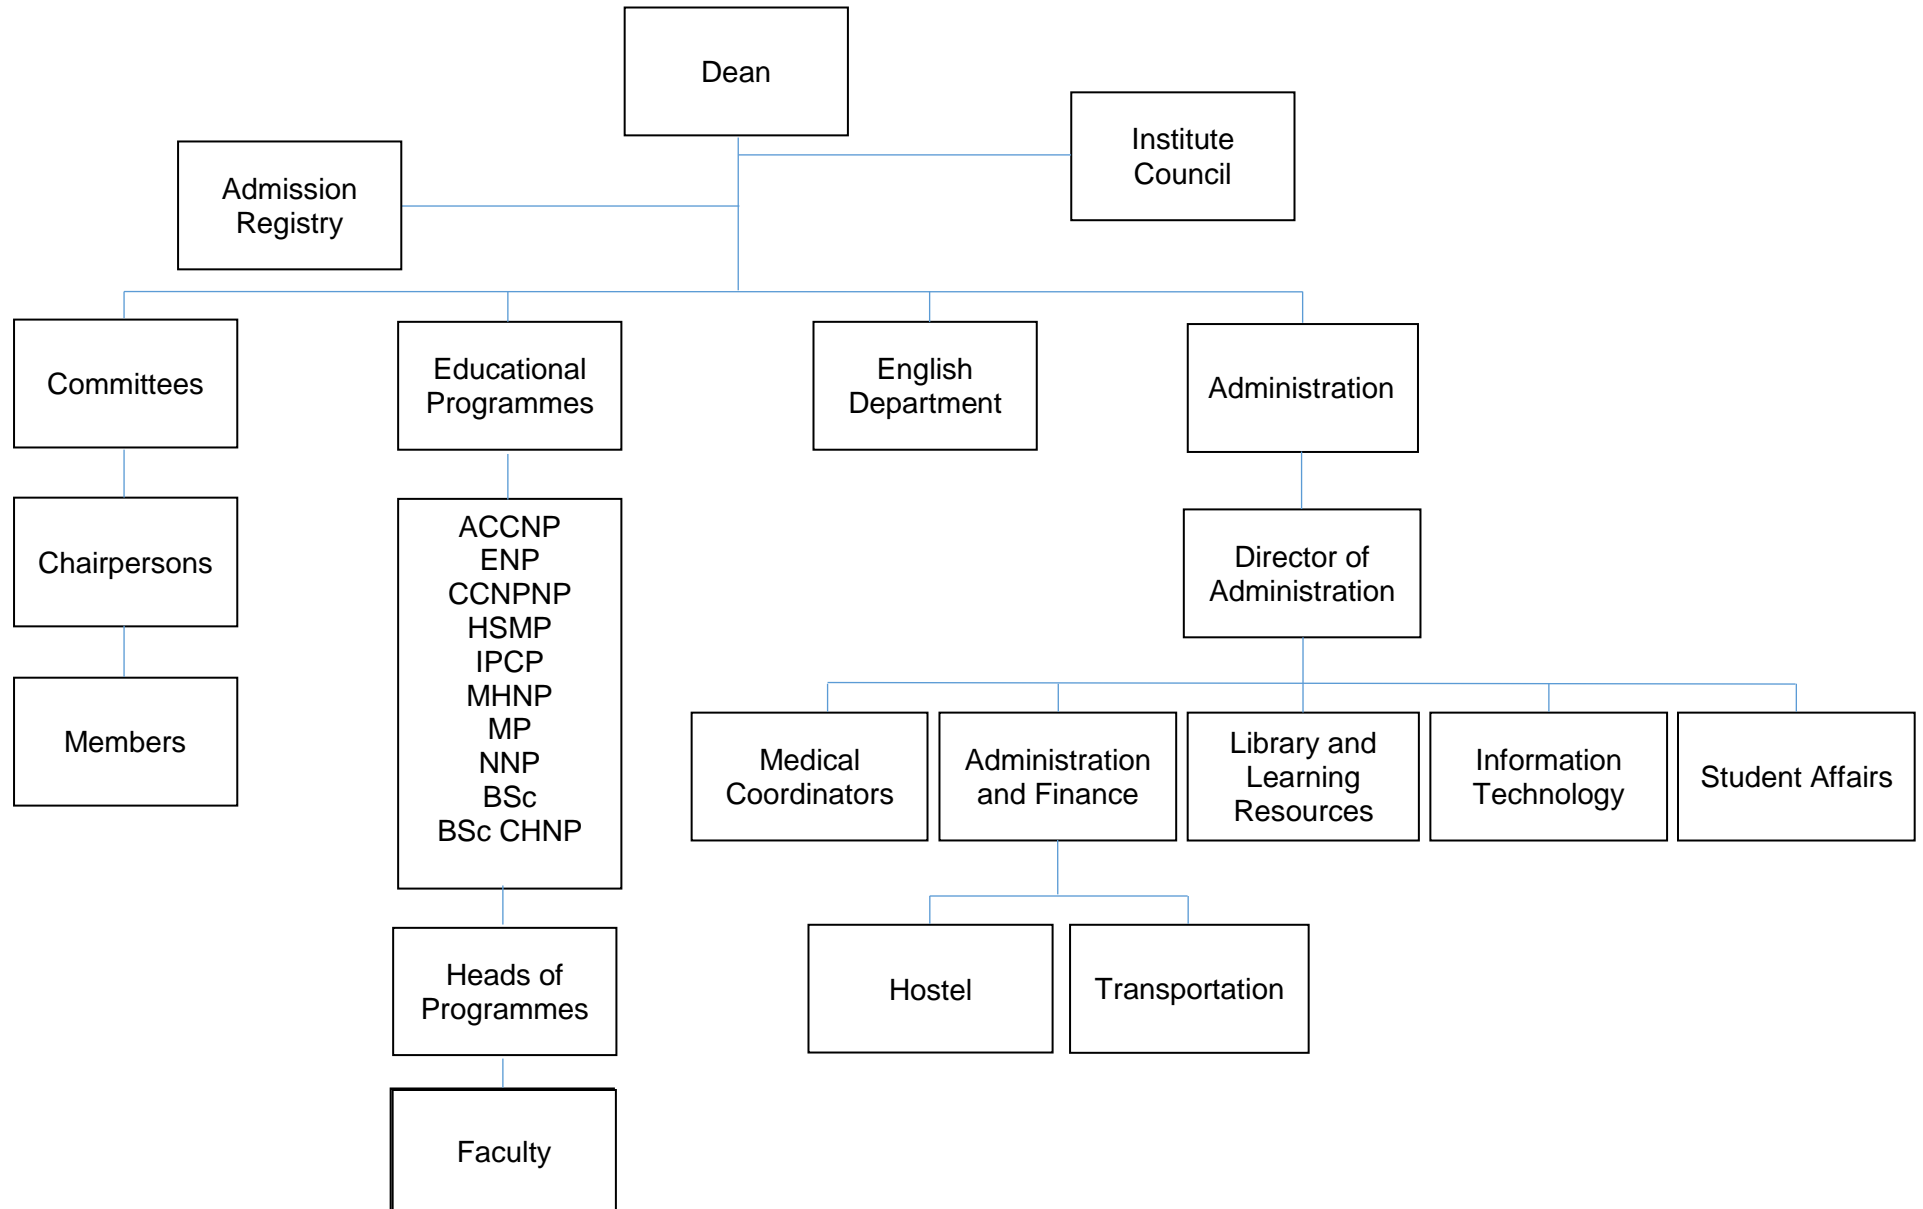 Dean
Institute
Council
Admission
Registry
Committees
Educational
Programmes
English
Department
Administration
Chairpersons
ACCNP
ENP
CCNPNP
HSMP
IPCP
MHNP
MP
NNP
BSc
BSc CHNP
Director of
Administration
Members
Medical
Coordinators
Administration
and Finance
Library and
Learning
Resources
Information
Technology
Student Affairs
Heads of
Programmes
Hostel
Transportation
Faculty